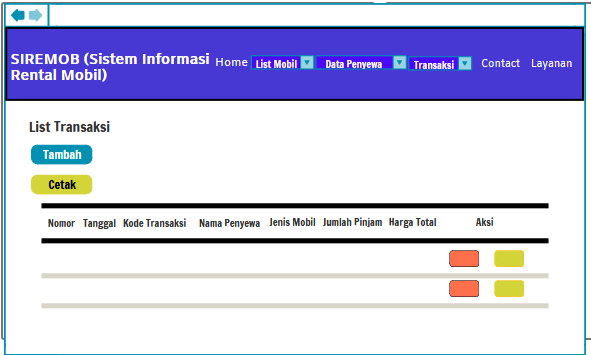 SIREMOB (Sistem Informasi Rental Mobil)
Home List Mobil Data Penyewa Transaksi Contact Layanan
List Transaksi
Tambah
Cetak
Nomor Tanggal Kode Transaksi Nama Penyewa Jenis Mobil Jumlah Pinjam Harga Total Aksi